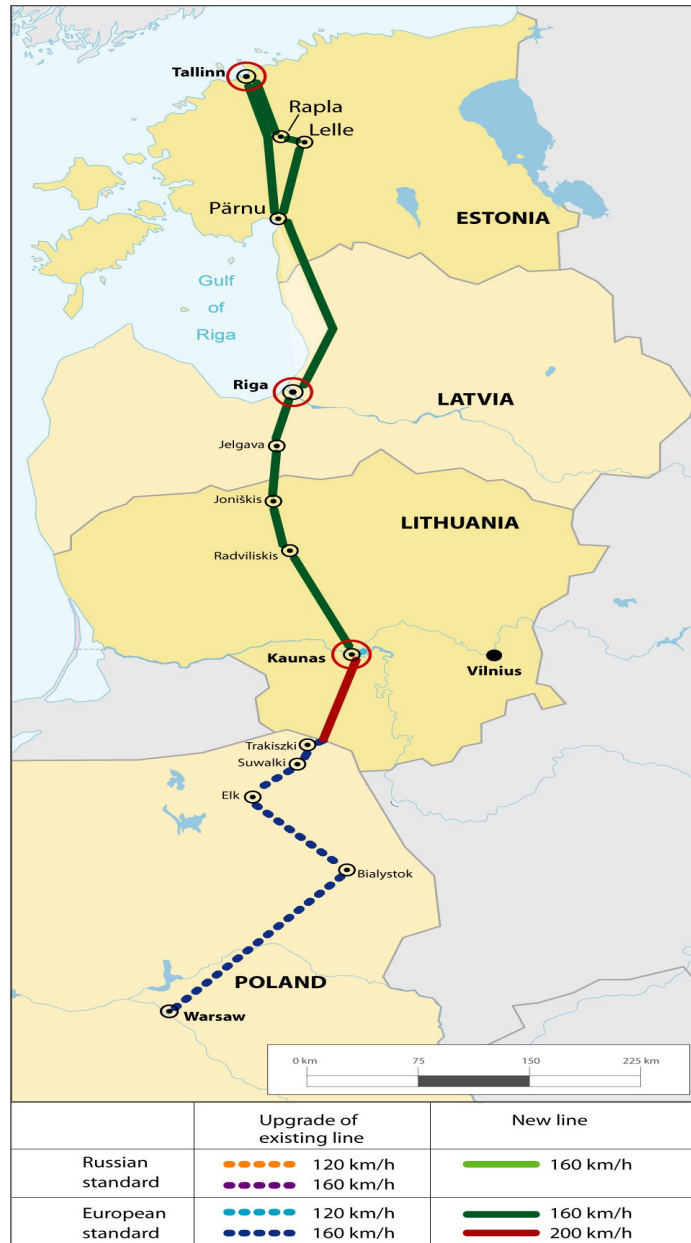 Tallinn
Rapla
Lelle
Pärnu
ESTONIA
Gulf
of
Riga
Riga
LATVIA
Jelgava
Joniškis
LITHUANIA
Radviliskis
Kaunas
Vilnius
Trakiszki
Suwalki
Elk
Bialystok
POLAND
Warsaw
0 km 75 150 225 km
Upgrade of
existing line
New line
Russian
standard
120 km/h
160 km/h
160 km/h
European
standard
120 km/h
160 km/h
160 km/h
200 km/h